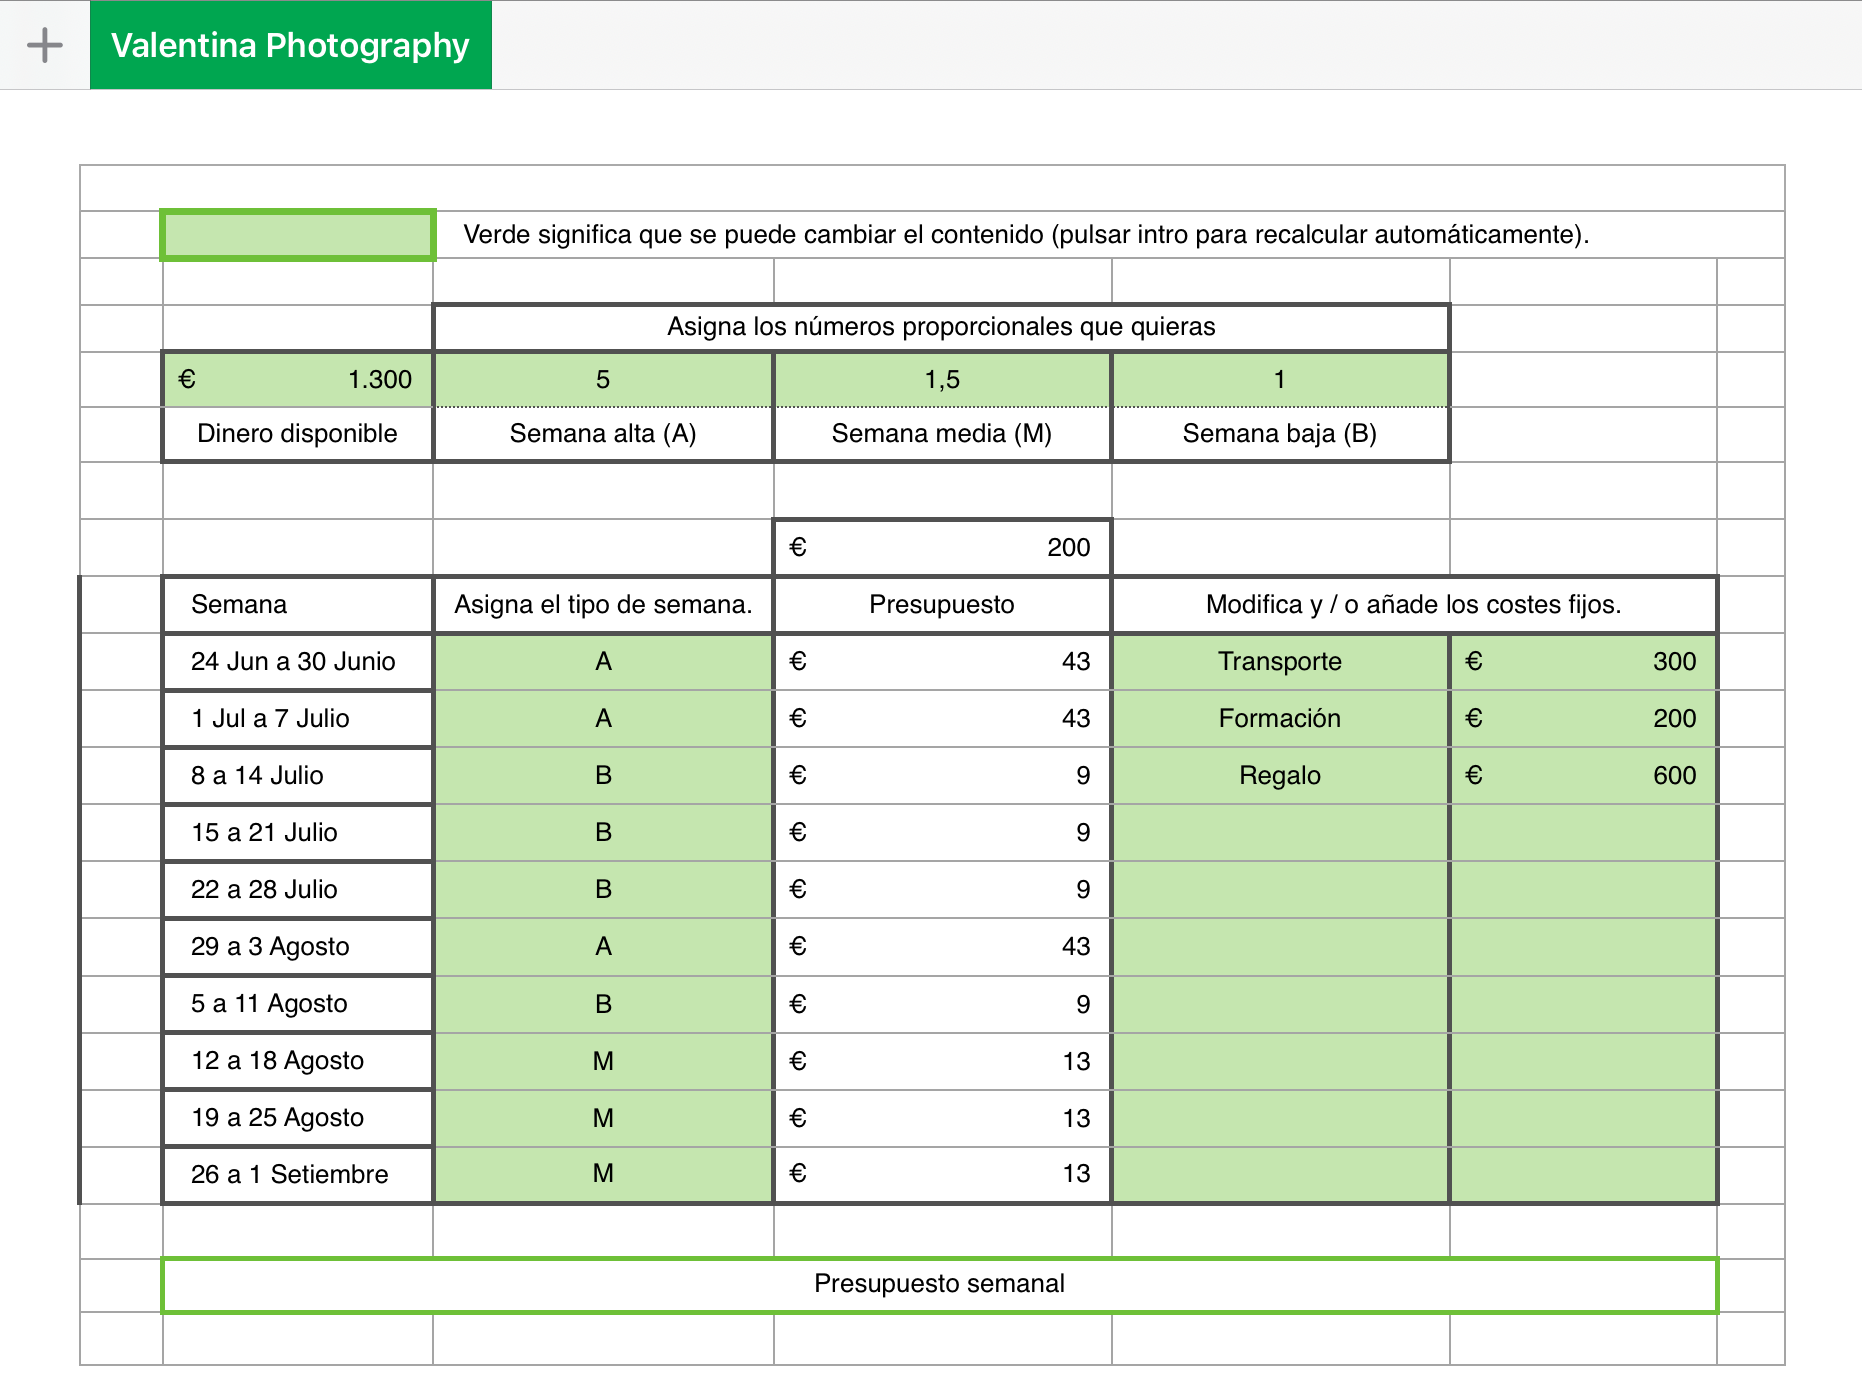 Valentina Photography
Verde significa que se puede cambiar el contenido (pulsar intro para recalcular automáticamente).
Asigna los números proporcionales que quieras
€ 1.300 5 1,5 1
Dinero disponible Semana alta (A) Semana media (M) Semana baja (B)
€ 200
Semana Asigna el tipo de semana. Presupuesto Modifica y / o añade los costes fijos.
24 Jun a 30 Junio A € 43 Transporte € 300
1 Jul a 7 Julio A € 43 Formación € 200
8 a 14 Julio B € 9 Regalo € 600
15 a 21 Julio B € 9
22 a 28 Julio B € 9
29 a 3 Agosto A € 43
5 a 11 Agosto B € 9
12 a 18 Agosto M € 13
19 a 25 Agosto M € 13
26 a 1 Setiembre M € 13
Presupuesto semanal